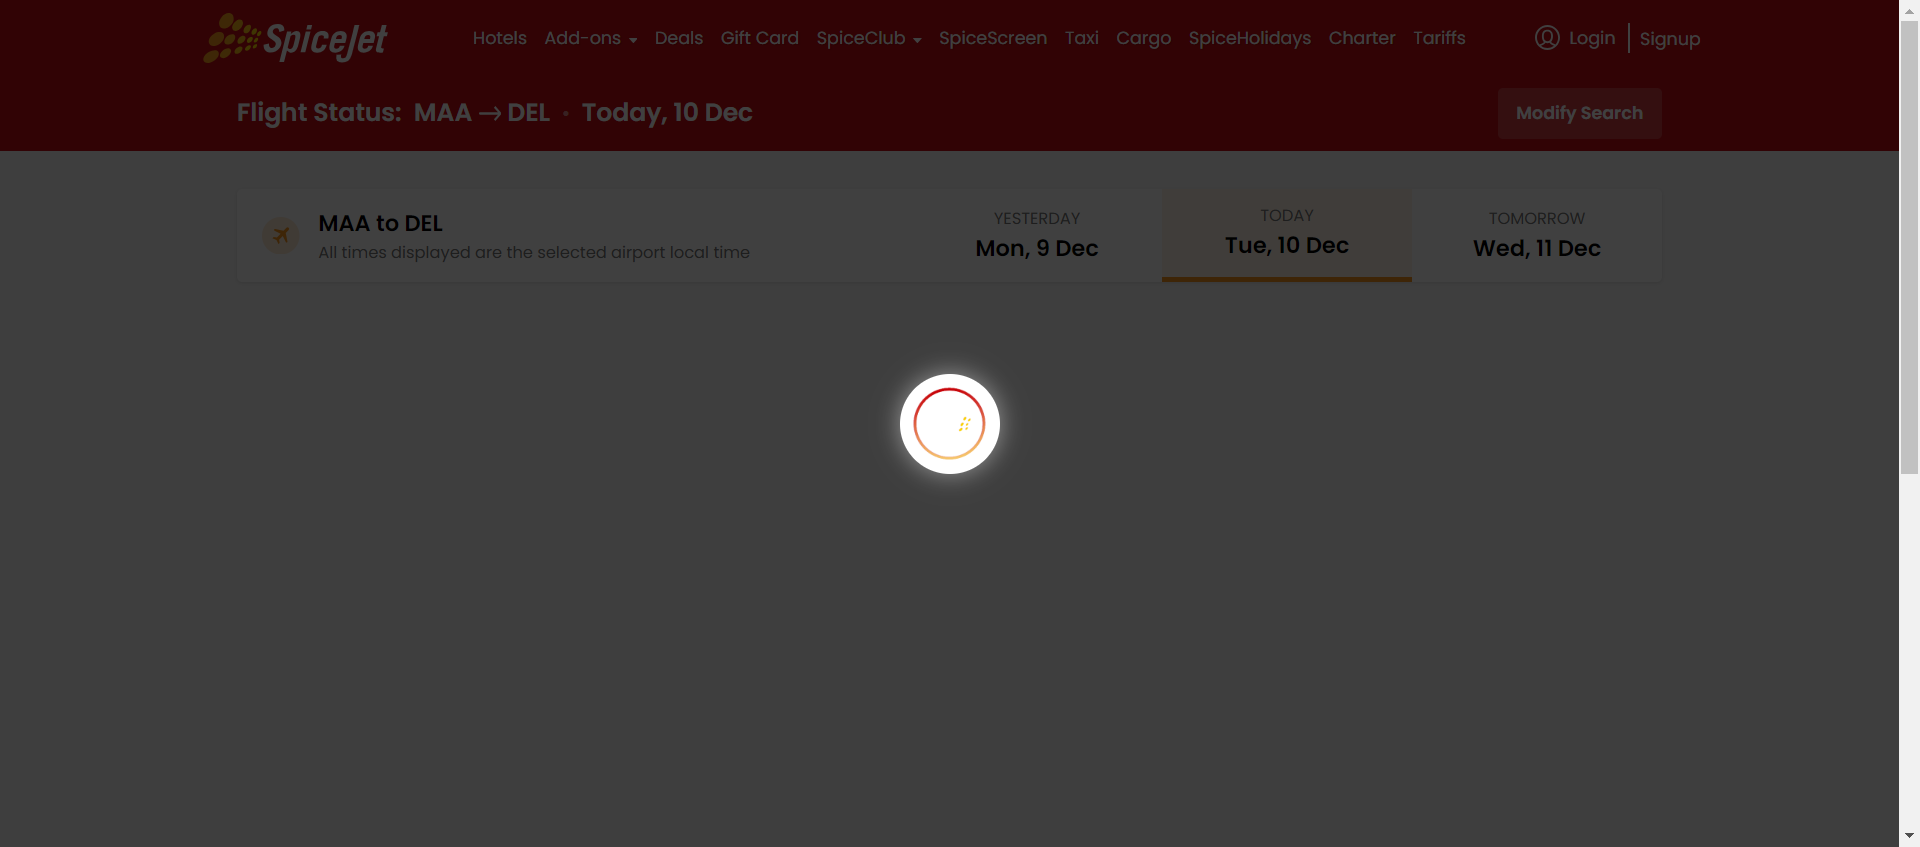 SpiceJet
Hotels Add-ons Deals Gift Card SpiceClub SpiceScreen Taxi Cargo SpiceHolidays Charter Tariffs Login Signup
Flight Status: MAA → DEL • Today, 10 Dec
Modify Search
MAA to DEL
All times displayed are the selected airport local time
YESTERDAY
Mon, 9 Dec
TODAY
Tue, 10 Dec
TOMORROW
Wed, 11 Dec